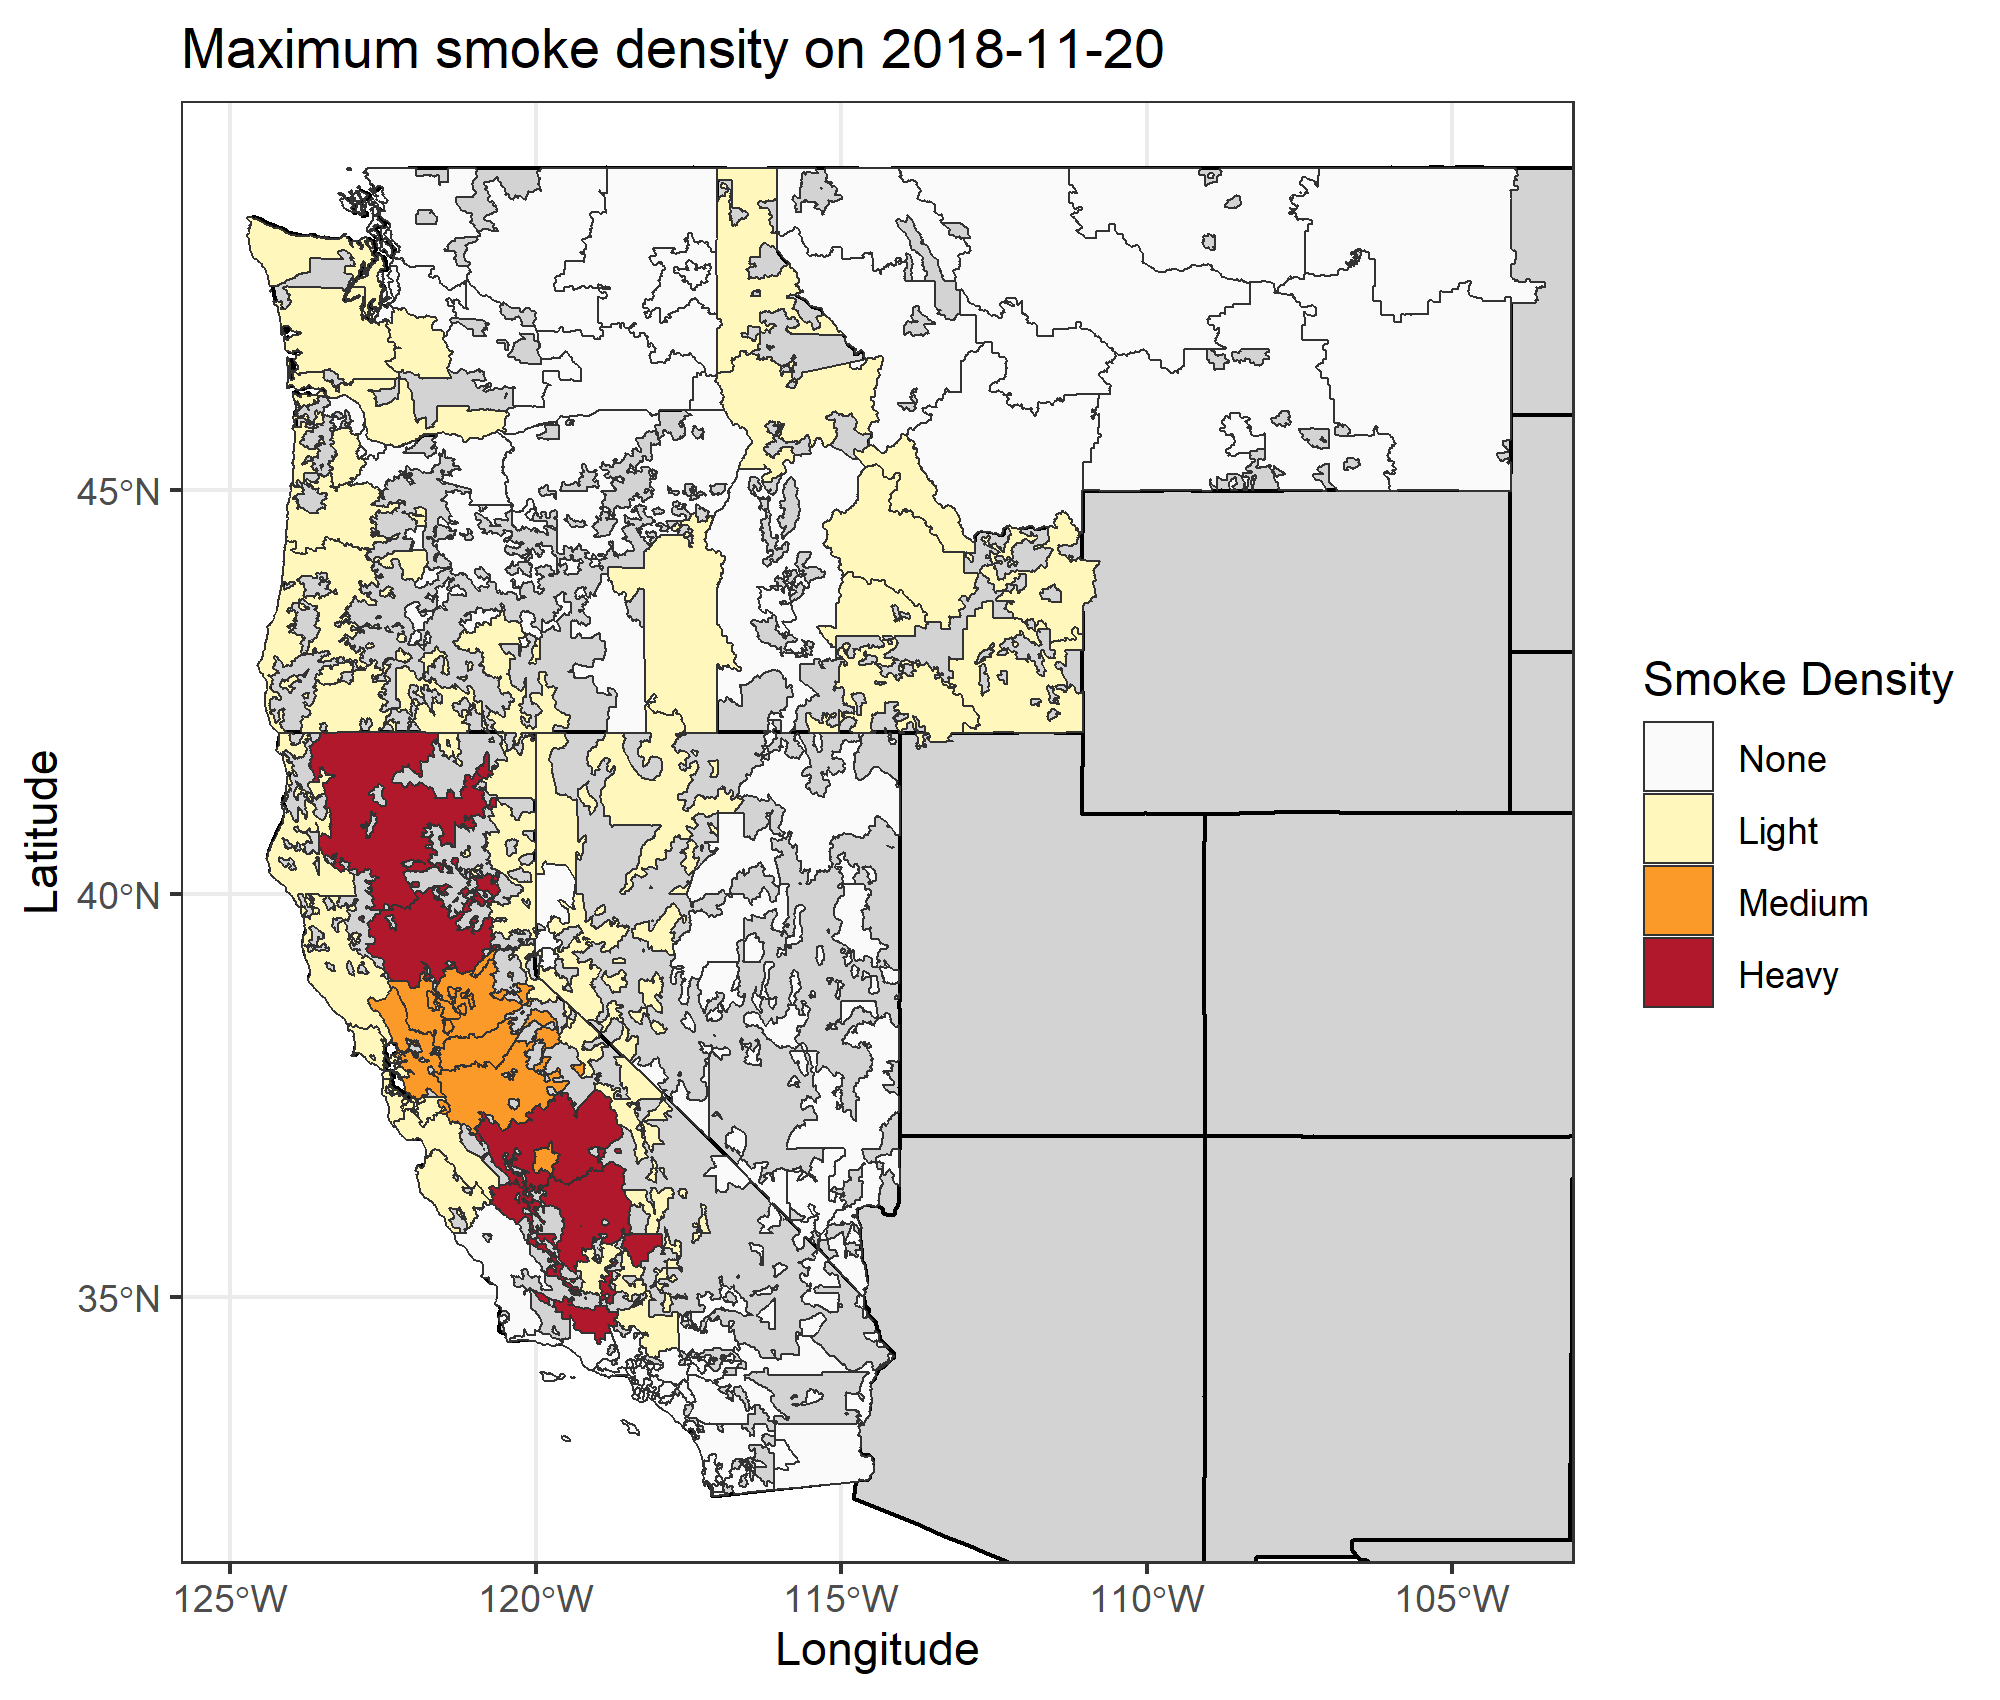 Maximum smoke density on 2018-11-20
45°N
40°N
35°N
Latitude
125°W
120°W
115°W
110°W
105°W
Longitude
Smoke Density
None
Light
Medium
Heavy